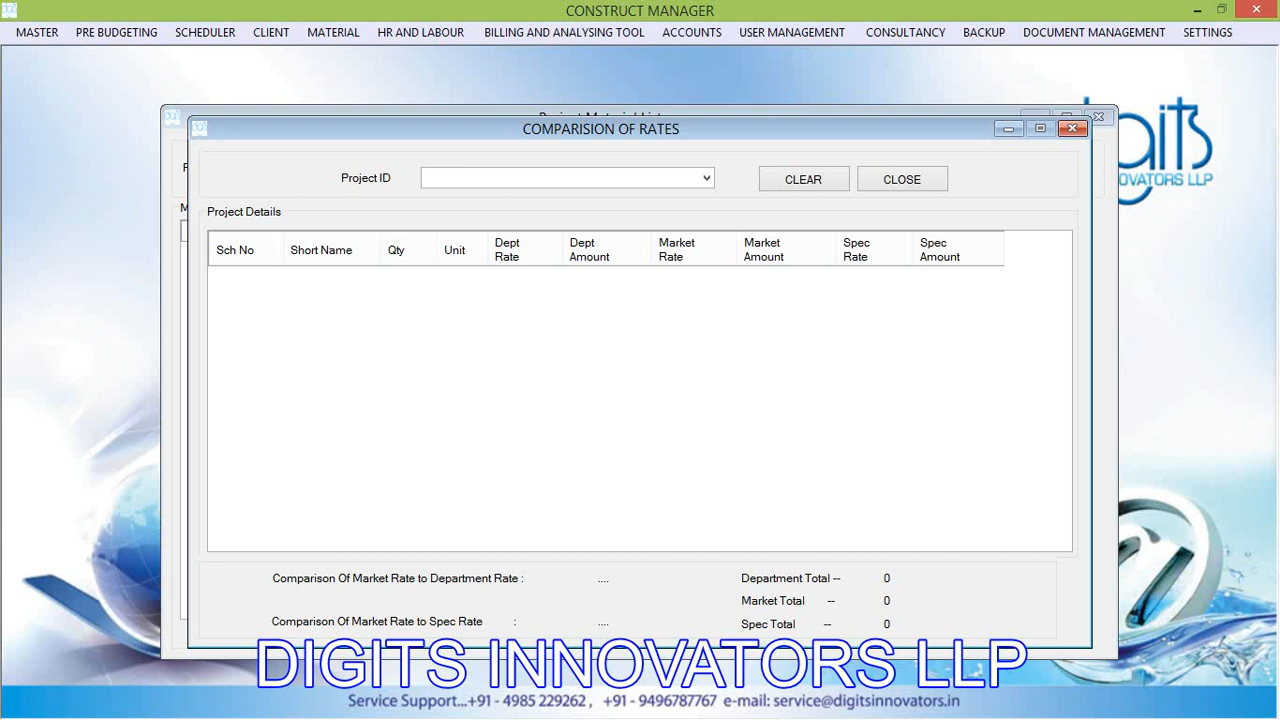 CONSTRUCT MANAGER
MASTER PRE BUDGETING SCHEDULER CLIENT MATERIAL HR AND LABOUR BILLING AND ANALYSING TOOL ACCOUNTS USER MANAGEMENT CONSULTANCY BACKUP DOCUMENT MANAGEMENT SETTINGS
COMPARISION OF RATES
Project ID CLEAR CLOSE
Project Details
Sch No Short Name Qty Unit Dept Rate Dept Amount Market Rate Market Amount Spec Rate Spec Amount
Comparison Of Market Rate to Department Rate : .... Department Total -- 0
Market Total -- 0
Comparison Of Market Rate to Spec Rate : .... Spec Total -- 0
DIGITS INNOVATORS LLP
Service Support...+91 - 4985 229262 , +91 - 9496787767 e-mail: service@digitsinnovators.in